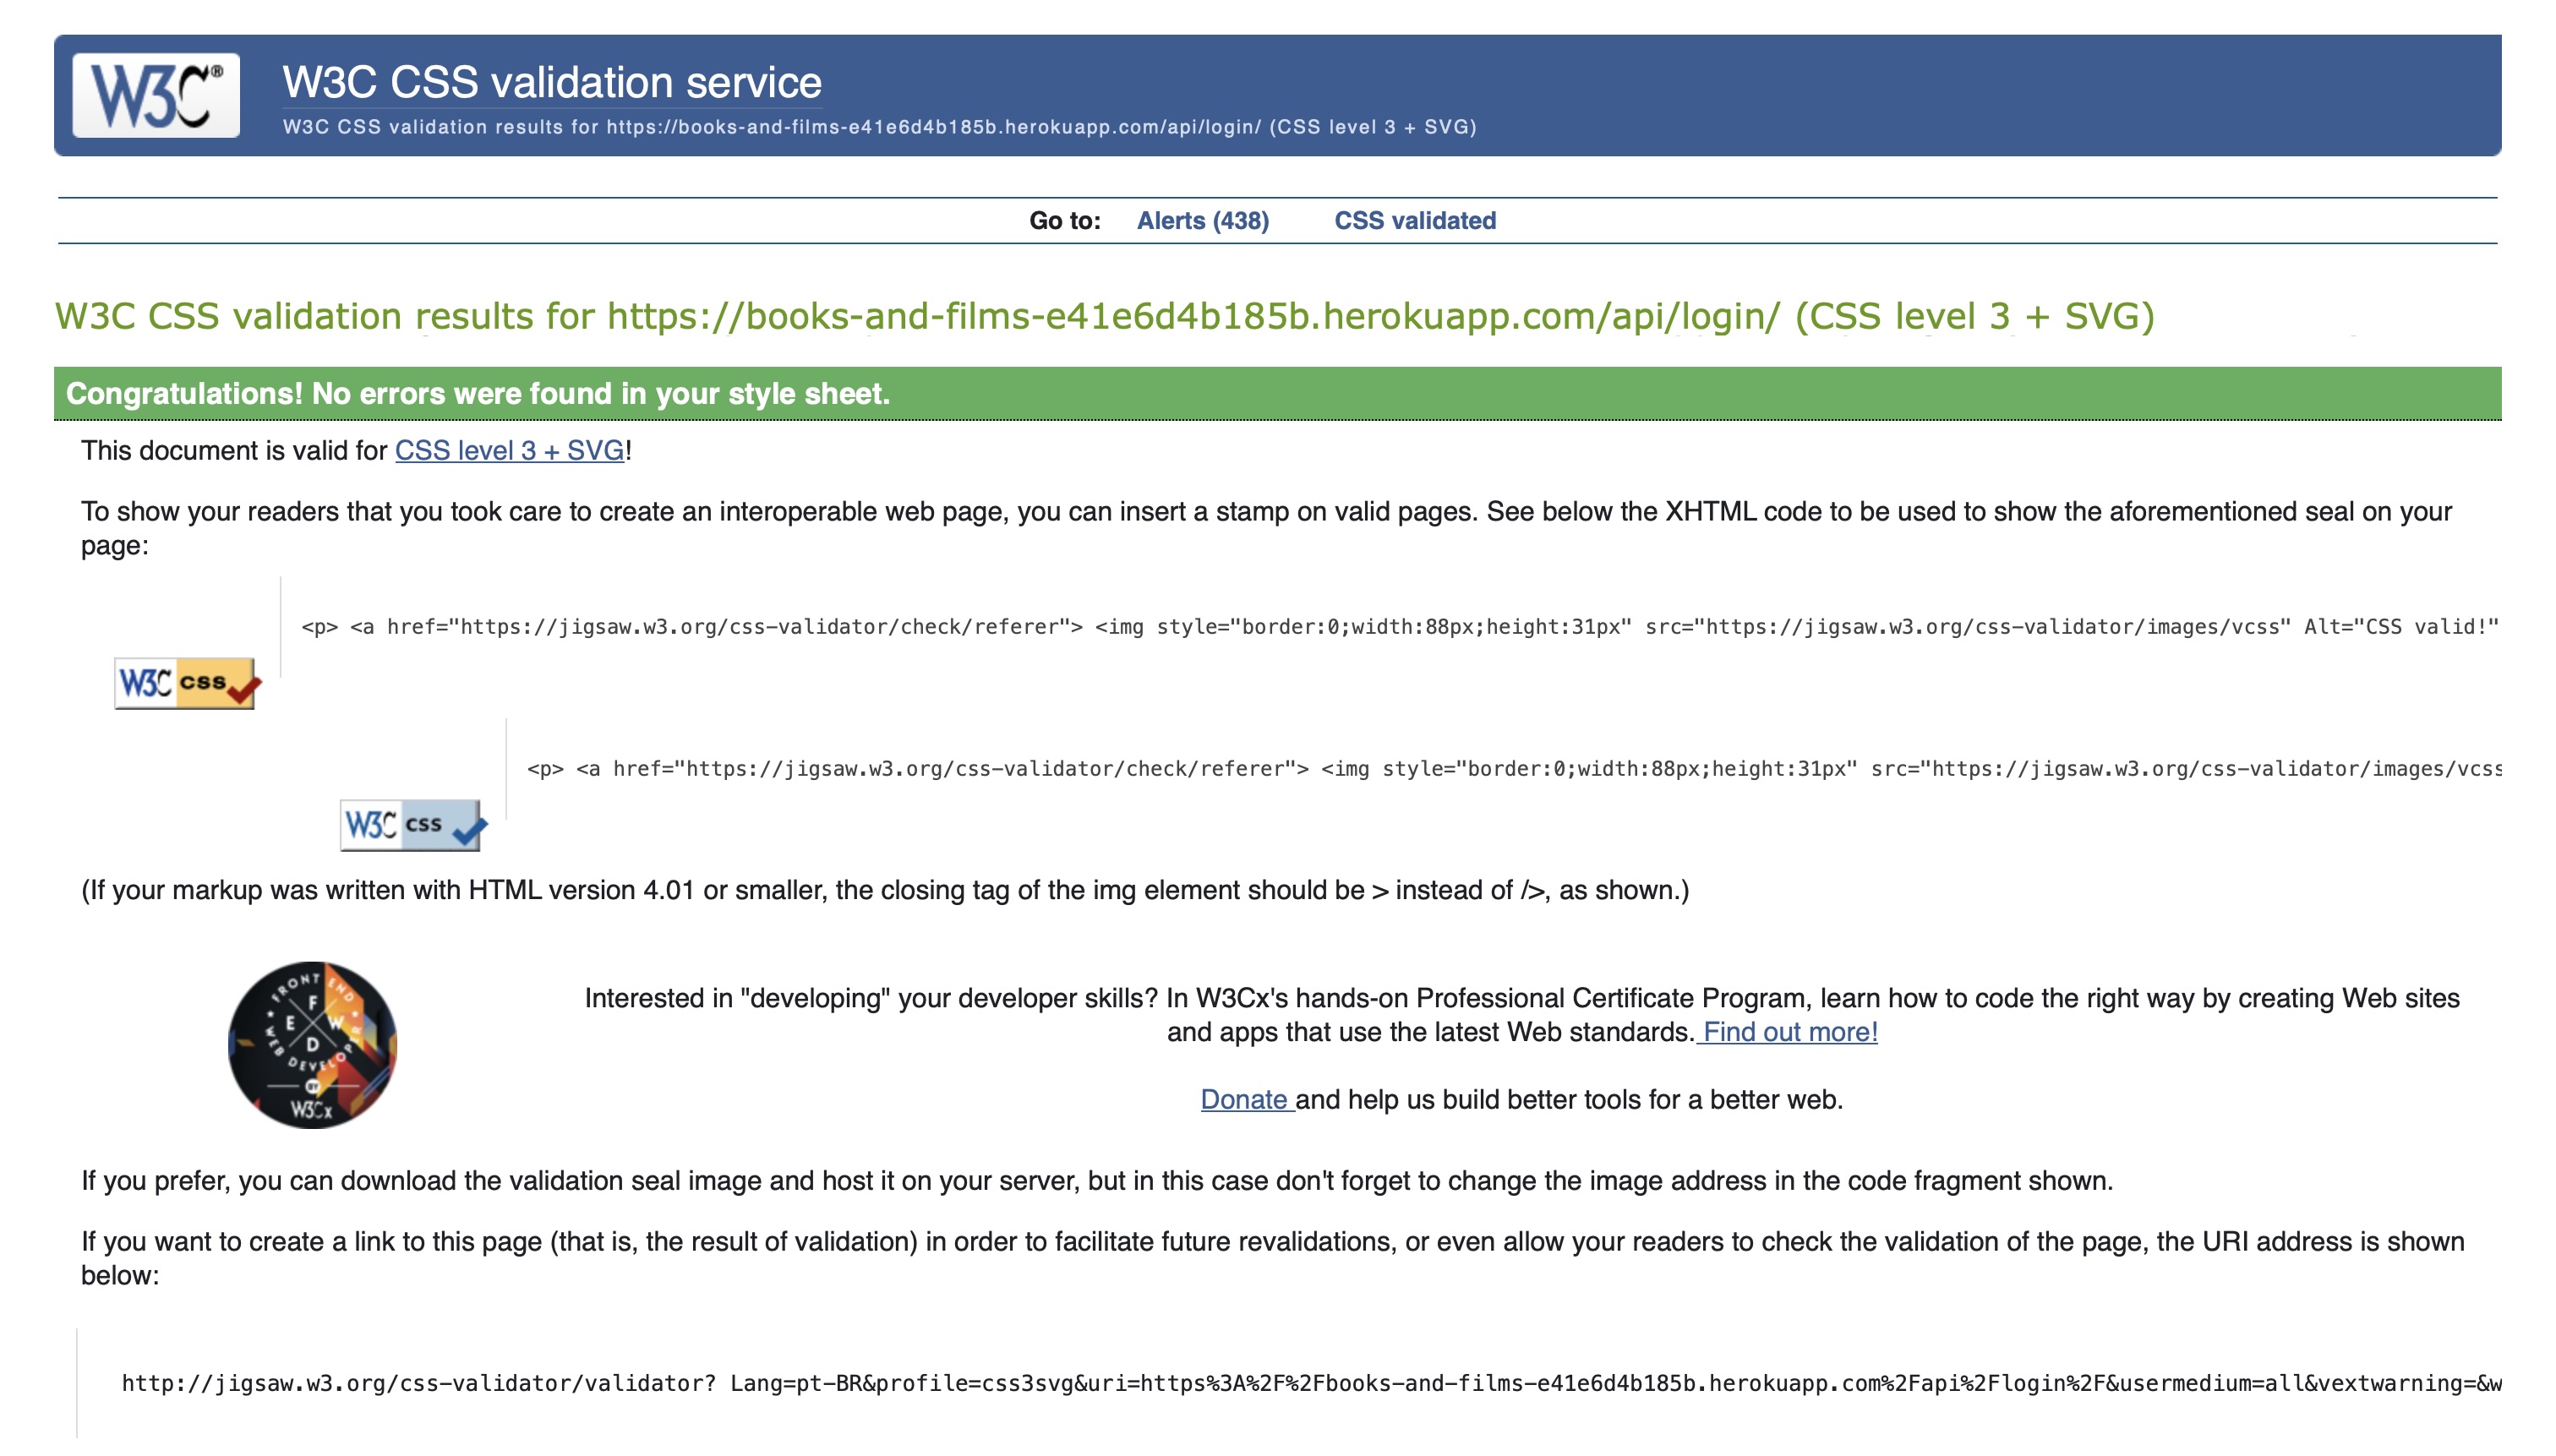 W3C®
W3C CSS validation service
W3C CSS validation results for https://books-and-films-e41e6d4b185b.herokuapp.com/api/login/ (CSS level 3 + SVG)
Go to: Alerts (438) CSS validated
W3C CSS validation results for https://books-and-films-e41e6d4b185b.herokuapp.com/api/login/ (CSS level 3 + SVG)
Congratulations! No errors were found in your style sheet.
This document is valid for CSS level 3 + SVG!
To show your readers that you took care to create an interoperable web page, you can insert a stamp on valid pages. See below the XHTML code to be used to show the aforementioned seal on your
page:
<p> <a href="https://jigsaw.w3.org/css-validator/check/referer"> <img style="border:0;width:88px;height:31px" src="https://jigsaw.w3.org/css-validator/images/vcss" Alt="CSS valid!"
W3C css
<p> <a href="https://jigsaw.w3.org/css-validator/check/referer"> <img style="border:0;width:88px;height:31px" src="https://jigsaw.w3.org/css-validator/images/vcss
W3C css
(If your markup was written with HTML version 4.01 or smaller, the closing tag of the img element should be > instead of />, as shown.)
FRONT END WEB DEVELOPER
F E W D
BY
W3Cx
Interested in "developing" your developer skills? In W3Cx's hands-on Professional Certificate Program, learn how to code the right way by creating Web sites
and apps that use the latest Web standards. Find out more!
Donate and help us build better tools for a better web.
If you prefer, you can download the validation seal image and host it on your server, but in this case don't forget to change the image address in the code fragment shown.
If you want to create a link to this page (that is, the result of validation) in order to facilitate future revalidations, or even allow your readers to check the validation of the page, the URI address is shown
below:
http://jigsaw.w3.org/css-validator/validator? Lang=pt-BR&profile=css3svg&uri=https%3A%2F%2Fbooks-and-films-e41e6d4b185b.herokuapp.com%2Fapi%2Flogin%2F&usermedium=all&vextwarning=&w